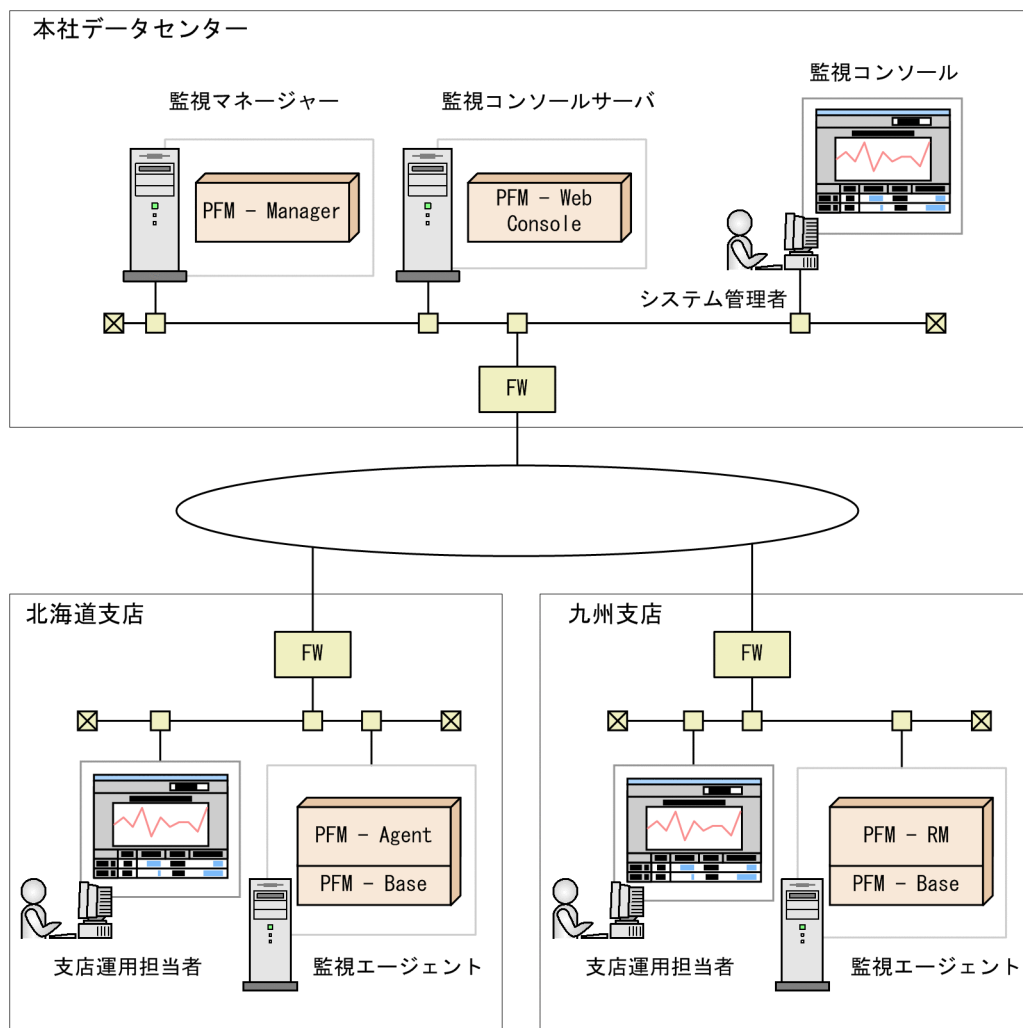 本社データセンター
監視マネージャー
監視コンソールサーバ
監視コンソール
PFM － Manager
PFM － Web
Console
システム管理者
FW
北海道支店
FW
PFM － Agent
PFM － Base
支店運用担当者
監視エージェント
九州支店
FW
PFM － RM
PFM － Base
支店運用担当者
監視エージェント